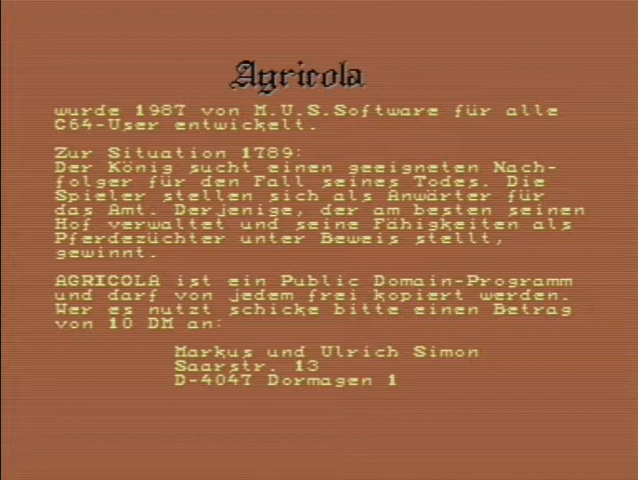 Agricola
wurde 1987 von M.U.S.Software für alle
C64-User entwickelt.
Zur Situation 1789:
Der König sucht einen geeigneten Nach-
folger für den Fall seines Todes. Die
Spieler stellen sich als Anwärter für
das Amt. Derjenige, der am besten seinen
Hof verwaltet und seine Fähigkeiten als
Pferdezüchter unter Beweis stellt,
gewinnt.
AGRICOLA ist ein Public Domain-Programm
und darf von jedem frei kopiert werden.
Wer es nutzt schicke bitte einen Betrag
von 10 DM an:
Markus und Ulrich Simon
Saarstr. 13
D-4047 Dormagen 1